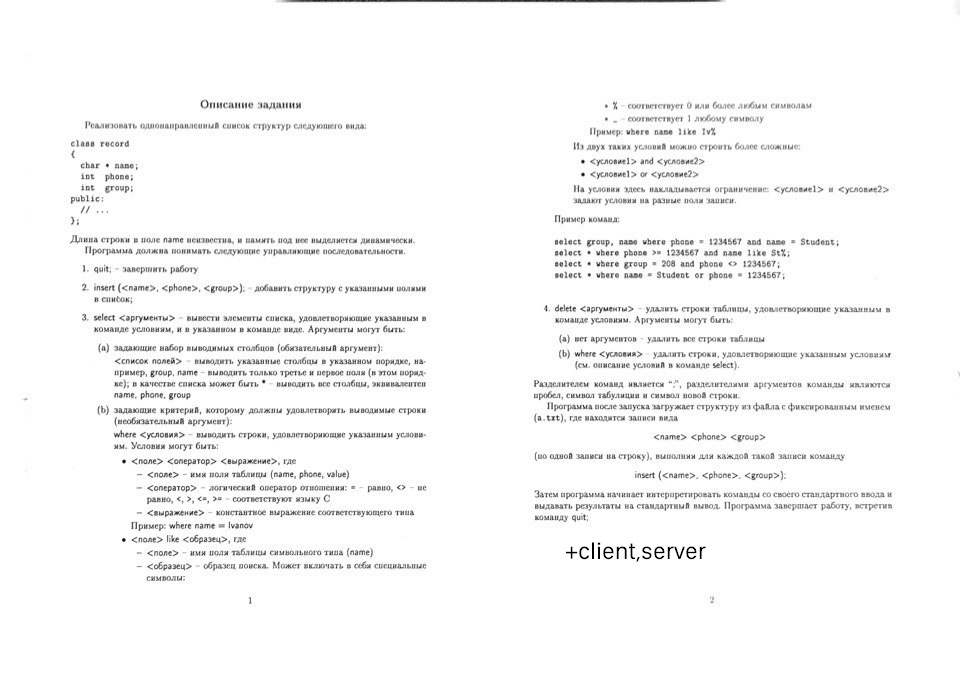 Описание задания
Реализовать однонаправленный список структур следующего вида:
class record
{
char * name;
int phone;
int group;
public:
// ...
};
Длина строки в поле name неизвестна, и память под нее выделяется динамически.
Программа должна понимать следующие управляющие последовательности.
1. quit; – завершить работу
2. insert (<name>, <phone>, <group>); – добавить структуру с указанными полями
в список;
3. select <аргументы> – вывести элементы списка, удовлетворяющие указанным в
команде условиям, и в указанном в команде виде. Аргументы могут быть:
(a) задающие набор выводимых столбцов (обязательный аргумент):
<список полей> – выводить указанные столбцы в указанном порядке, на-
пример, group, name – выводить только третье и первое поля (в этом поряд-
ке); в качестве списка может быть * – выводить все столбцы, эквивалентен
name, phone, group
(b) задающие критерий, которому должны удовлетворять выводимые строки
(необязательный аргумент):
where <условия> – выводить строки, удовлетворяющие указанным услови-
ям. Условия могут быть:
• <поле> <оператор> <выражение>, где
– <поле> – имя поля таблицы (name, phone, value)
– <оператор> – логический оператор отношения: = – равно, <> – не
равно, <, >, <=, >= – соответствуют языку C
– <выражение> – константное выражение соответствующего типа
Пример: where name = Ivanov
• <поле> like <образец>, где
– <поле> – имя поля таблицы символьного типа (name)
– <образец> – образец поиска. Может включать в себя специальные
символы:
1
* % – соответствует 0 или более любым символам
* _ – соответствует 1 любому символу
Пример: where name like Iv%
Из двух таких условий можно строить более сложные:
• <условие1> and <условие2>
• <условие1> or <условие2>
На условия здесь накладывается ограничение: <условие1> и <условие2>
задают условия на разные поля записи.
Пример команд:
select group, name where phone = 1234567 and name = Student;
select * where phone >= 1234567 and name like St%;
select * where group = 208 and phone <> 1234567;
select * where name = Student or phone = 1234567;
4. delete <аргументы> – удалить строки таблицы, удовлетворяющие указанным в
команде условиям. Аргументы могут быть:
(a) нет аргументов – удалить все строки таблицы
(b) where <условия> – удалить строки, удовлетворяющие указанным условиям
(см. описание условий в команде select).
Разделителем команд является “;”, разделителями аргументов команды являются
пробел, символ табуляции и символ новой строки.
Программа после запуска загружает структуру из файла с фиксированным именем
(a.txt), где находятся записи вида
<name> <phone> <group>
(по одной записи на строку), выполняя для каждой такой записи команду
insert (<name>, <phone>, <group>);
Затем программа начинает интерпретировать команды со своего стандартного ввода и
выдавать результаты на стандартный вывод. Программа завершает работу, встретив
команду quit;
+client,server
2